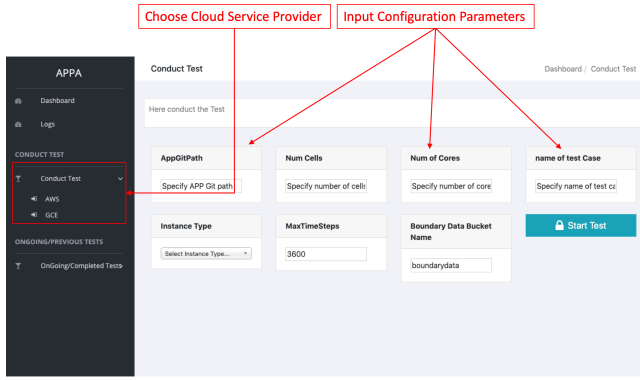 Choose Cloud Service Provider
Input Configuration Parameters
APPA
Conduct Test
Dashboard / Conduct Test
Dashboard
Logs
Here conduct the Test
CONDUCT TEST
Conduct Test
AWS
GCE
ONGOING/PREVIOUS TESTS
OnGoing/Completed Tests
AppGitPath
Specify APP Git path
Num Cells
Specify number of cells
Num of Cores
Specify number of core
name of test Case
Specify name of test ca
Instance Type
Select Instance Type...
MaxTimeSteps
3600
Boundary Data Bucket
Name
boundarydata
Start Test